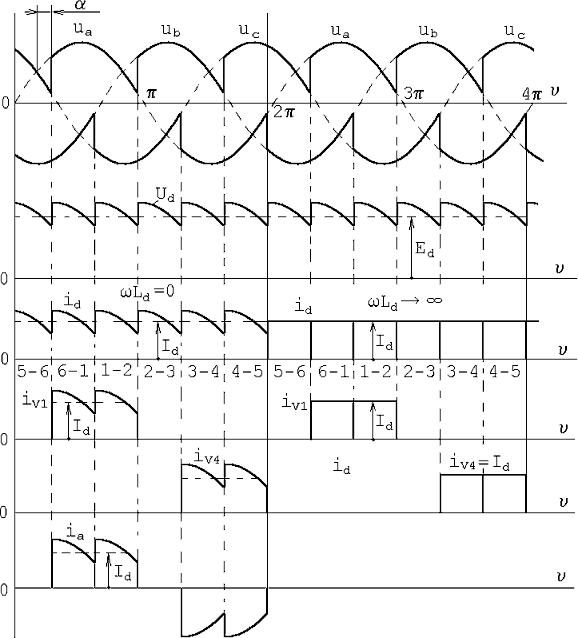 α
u_a u_b u_c u_a u_b u_c
0 π 2π 3π 4π υ
U_d
E_d
0 υ
i_d ωL_d=0 i_d ωL_d→∞
I_d I_d
0 υ
5-6 6-1 1-2 2-3 3-4 4-5 5-6 6-1 1-2 2-3 3-4 4-5
i_V1 I_d i_V1 I_d
0 υ
i_V4 i_d i_V4=I_d
0 υ
i_a
I_d
0 υ